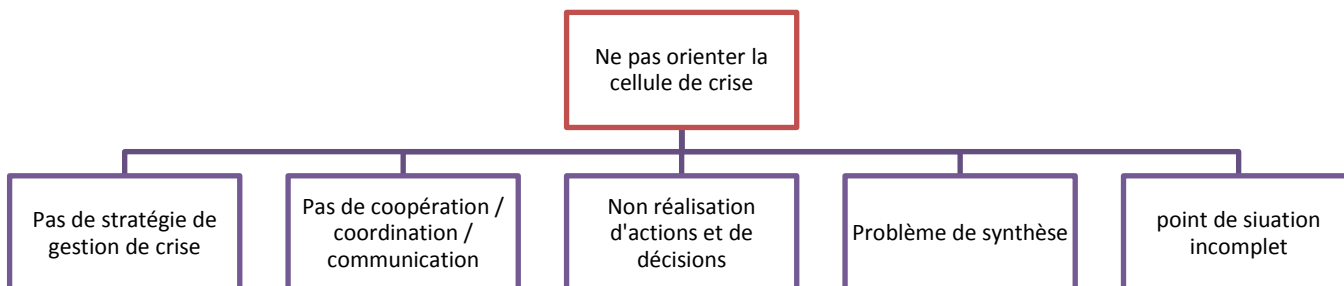 Ne pas orienter la
cellule de crise
Pas de stratégie de
gestion de crise
Pas de coopération /
coordination /
communication
Non réalisation
d'actions et de
décisions
Problème de synthèse
point de siuation
incomplet